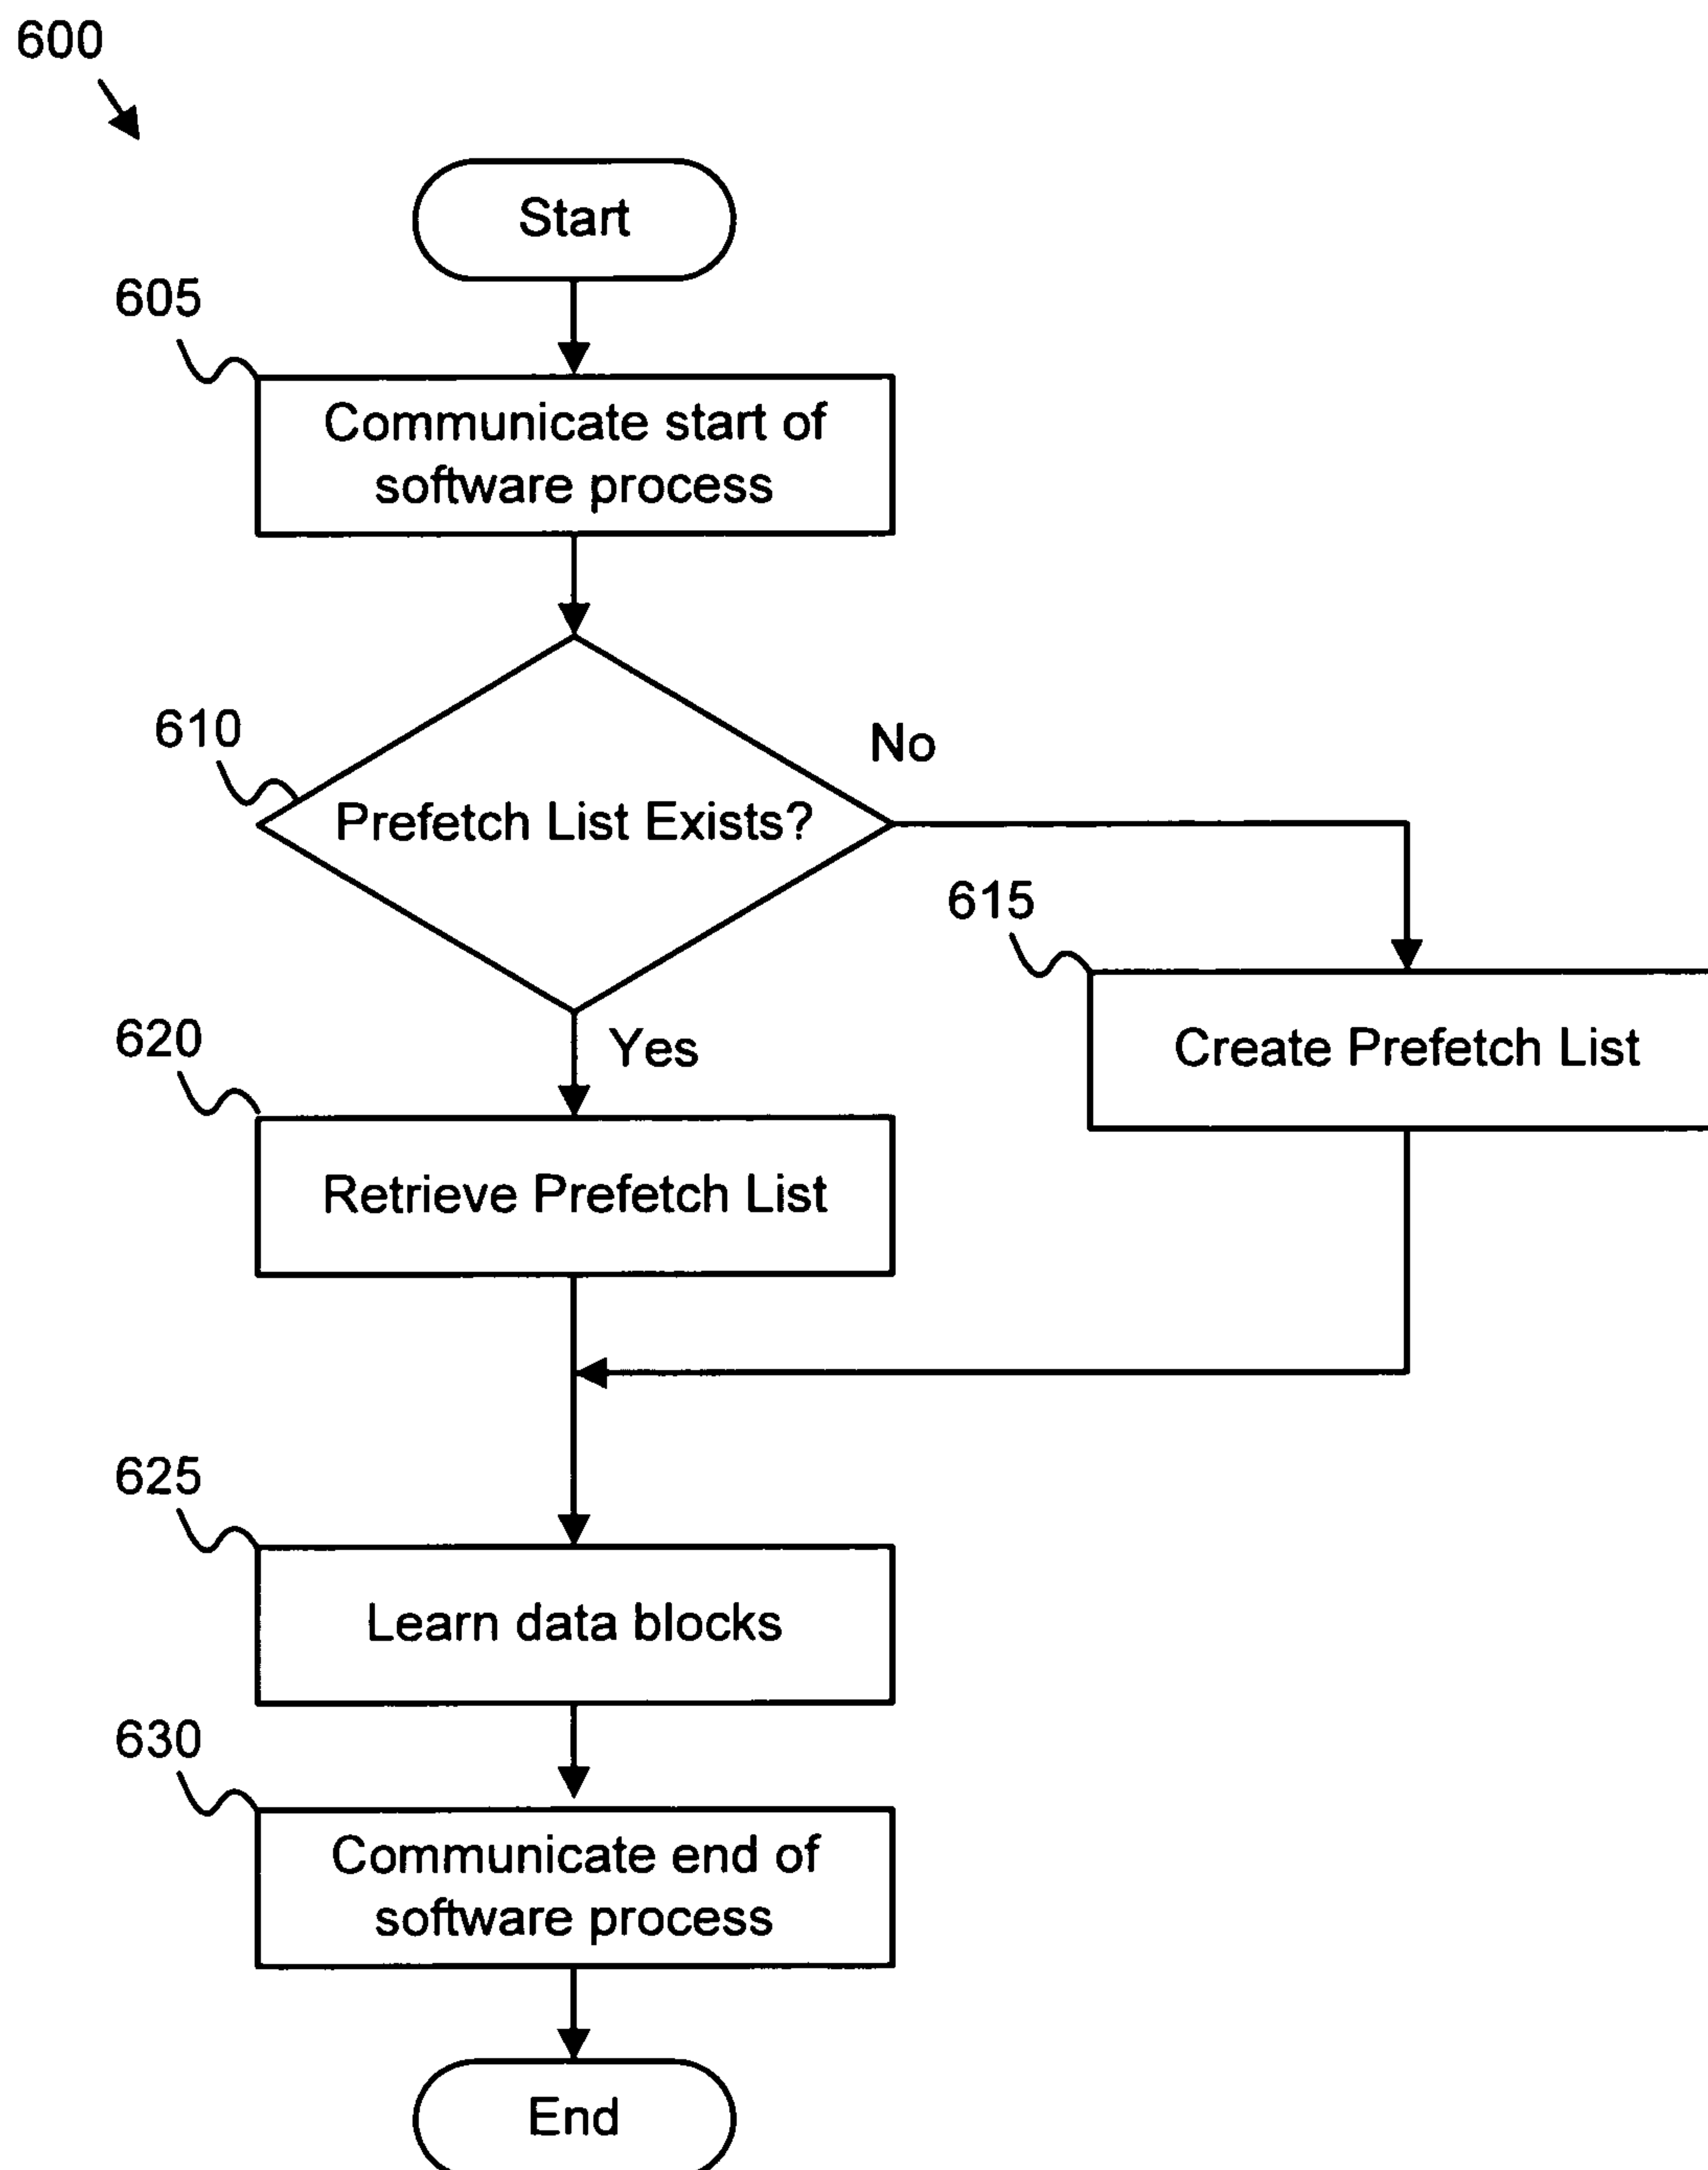 600
Start
605
Communicate start of
software process
610
No
Prefetch List Exists?
615
620
Yes
Create Prefetch List
Retrieve Prefetch List
625
Learn data blocks
630
Communicate end of
software process
End